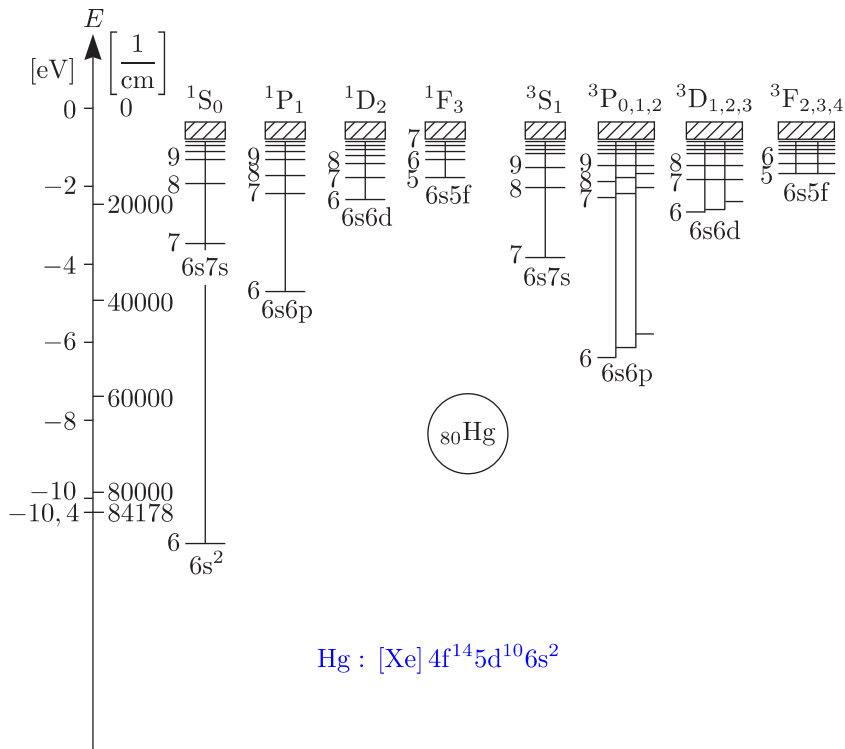 E
[eV] [1/cm]
0 0
−2
20000
−4
40000
−6
60000
−8
−10 80000
−10, 4 84178
¹S₀ ¹P₁ ¹D₂ ¹F₃ ³S₁ ³P₀,₁,₂ ³D₁,₂,₃ ³F₂,₃,₄
9
8
7
6s7s
6
6s²
9
8
7
6
6s6p
8
7
6
6s6d
7
6
5
6s5f
9
8
7
6s7s
9
8
7
6
6s6p
8
7
6
6s6d
6
5
6s5f
₈₀Hg
Hg : [Xe] 4f¹⁴5d¹⁰6s²